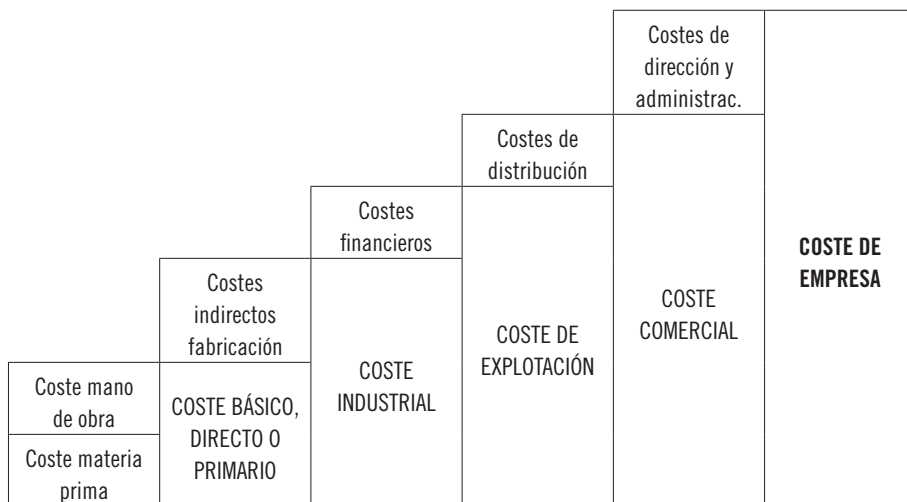 Costes de
dirección y
administrac.
Costes de
distribución
Costes
financieros
COSTE DE
EMPRESA
Costes
indirectos
fabricación
COSTE
COMERCIAL
COSTE DE
EXPLOTACIÓN
COSTE
INDUSTRIAL
Coste mano
de obra
COSTE BÁSICO,
DIRECTO O
PRIMARIO
Coste materia
prima